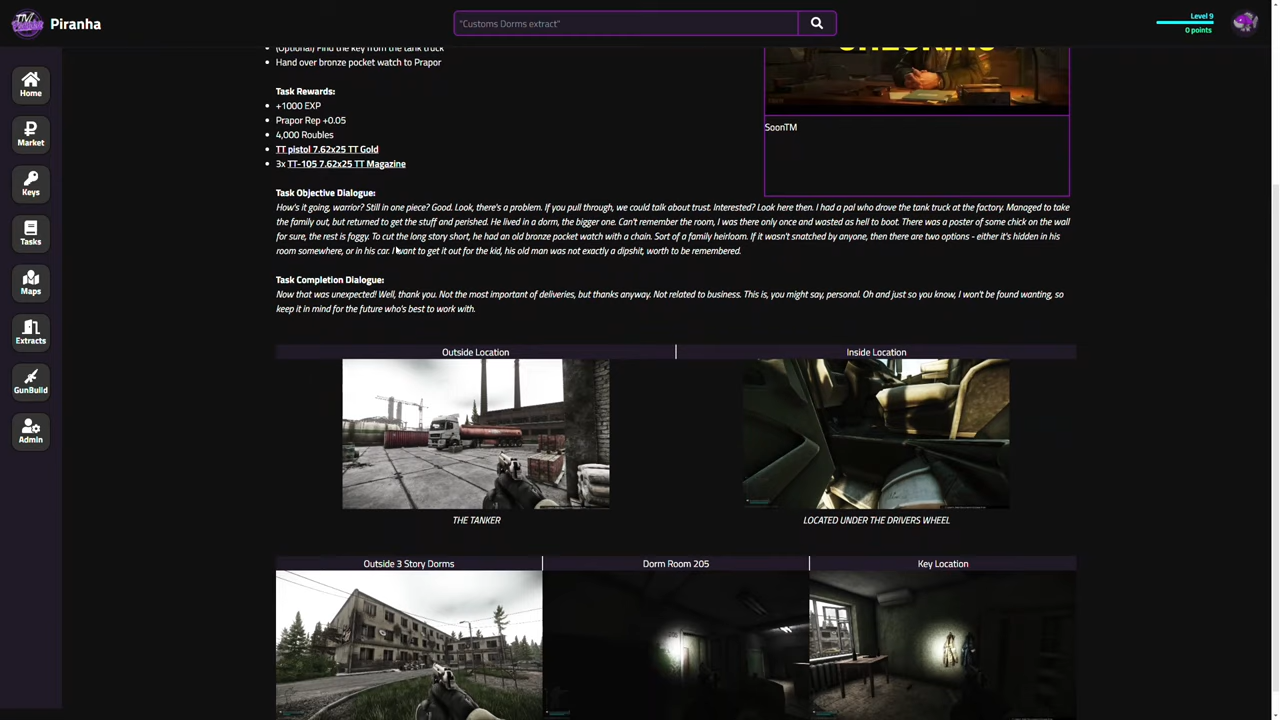 Piranha
"Customs Dorms extract"
Level 9
0 points
Home
Market
Keys
Tasks
Maps
Extracts
GunBuild
Admin
(Optional) Find the key from the tank truck
Hand over bronze pocket watch to Prapor
Task Rewards:
+1000 EXP
Prapor Rep +0.05
4,000 Roubles
TT pistol 7.62x25 TT Gold
3x TT-105 7.62x25 TT Magazine
CHECKING
SoonTM
Task Objective Dialogue:
How's it going, warrior? Still in one piece? Good. Look, there's a problem. If you pull through, we could talk about trust. Interested? Look here then. I had a pal who drove the tank truck at the factory. Managed to take
the family out, but returned to get the stuff and perished. He lived in a dorm, the bigger one. Can't remember the room, I was there only once and wasted as hell to boot. There was a poster of some chick on the wall
for sure, the rest is foggy. To cut the long story short, he had an old bronze pocket watch with a chain. Sort of a family heirloom. If it wasn't snatched by anyone, then there are two options - either it's hidden in his
room somewhere, or in his car. I want to get it out for the kid, his old man was not exactly a dipshit, worth to be remembered.
Task Completion Dialogue:
Now that was unexpected! Well, thank you. Not the most important of deliveries, but thanks anyway. Not related to business. This is, you might say, personal. Oh and just so you know, I won't be found wanting, so
keep it in mind for the future who's best to work with.
Outside Location
Inside Location
THE TANKER
LOCATED UNDER THE DRIVERS WHEEL
Outside 3 Story Dorms
Dorm Room 205
Key Location